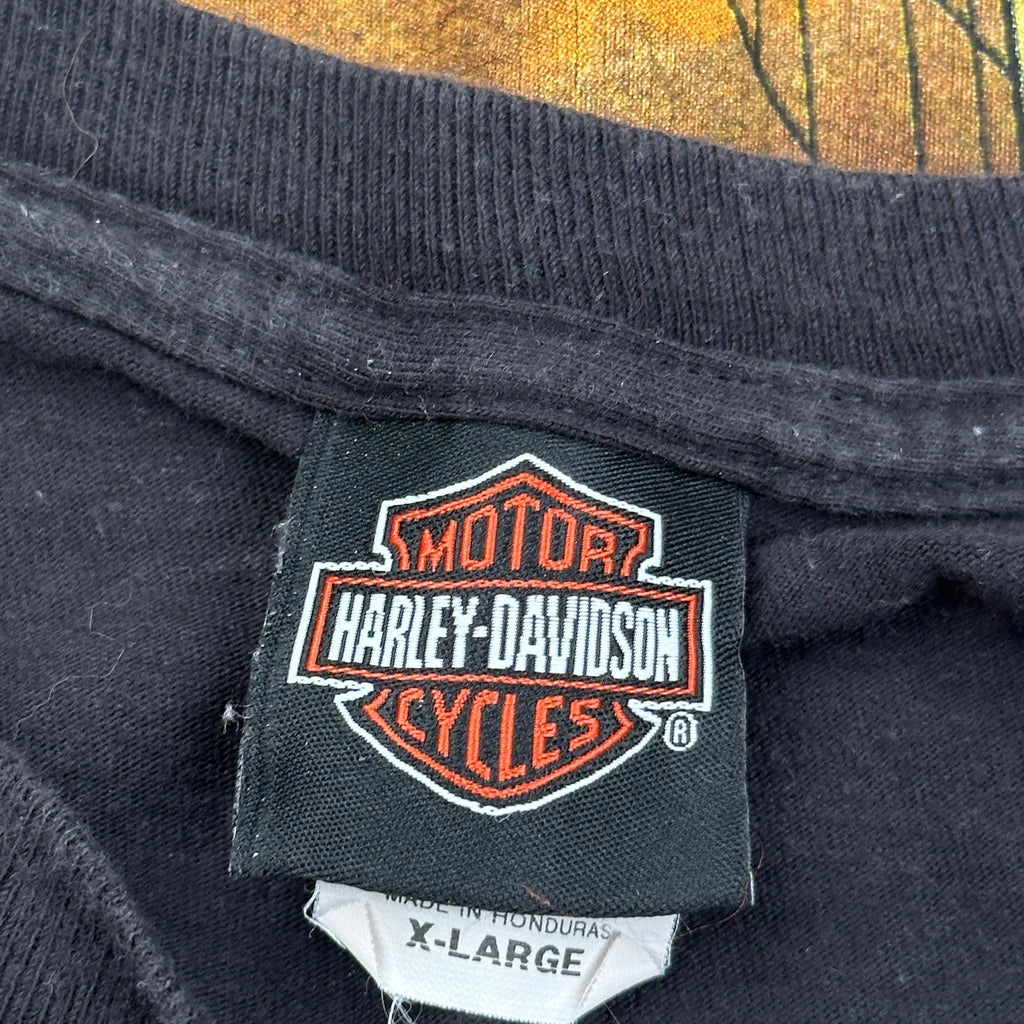 MOTOR
HARLEY-DAVIDSON
CYCLES
®
MADE IN HONDURAS
X-LARGE